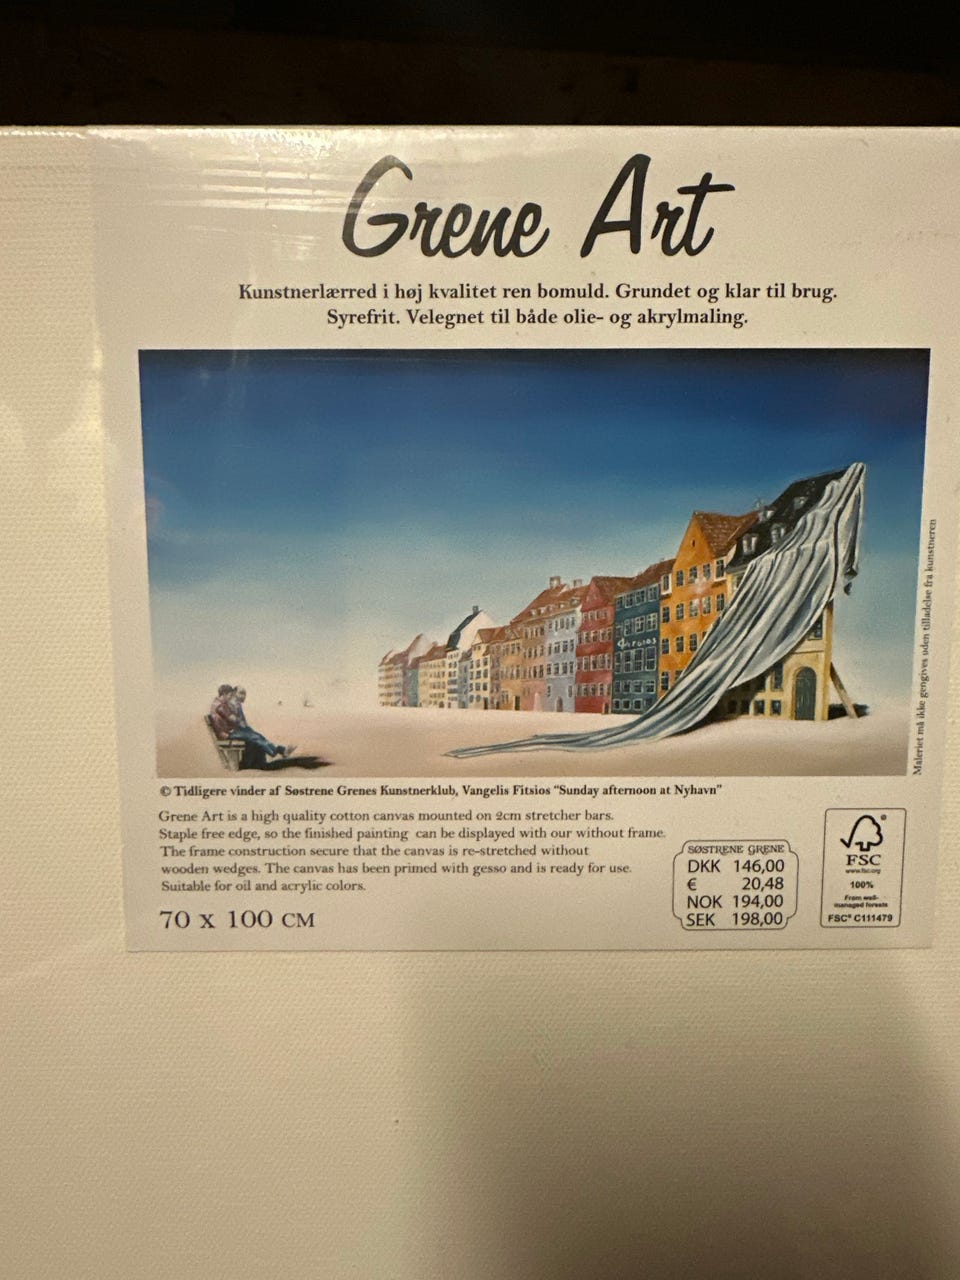 Grene Art
Kunstnerlærred i høj kvalitet ren bomuld. Grundet og klar til brug.
Syrefrit. Velegnet til både olie- og akrylmaling.
Maleriet må ikke gengives uden tilladelse fra kunstneren
© Tidligere vinder af Søstrene Grenes Kunstnerklub, Vangelis Fitsios "Sunday afternoon at Nyhavn"
Grene Art is a high quality cotton canvas mounted on 2cm stretcher bars.
Staple free edge, so the finished painting can be displayed with our without frame.
The frame construction secure that the canvas is re-stretched without
wooden wedges. The canvas has been primed with gesso and is ready for use.
Suitable for oil and acrylic colors.
70 x 100 CM
SØSTRENE GRENE
DKK 146,00
€ 20,48
NOK 194,00
SEK 198,00
FSC®
www.fsc.org
100%
From well-
managed forests
FSC® C111479